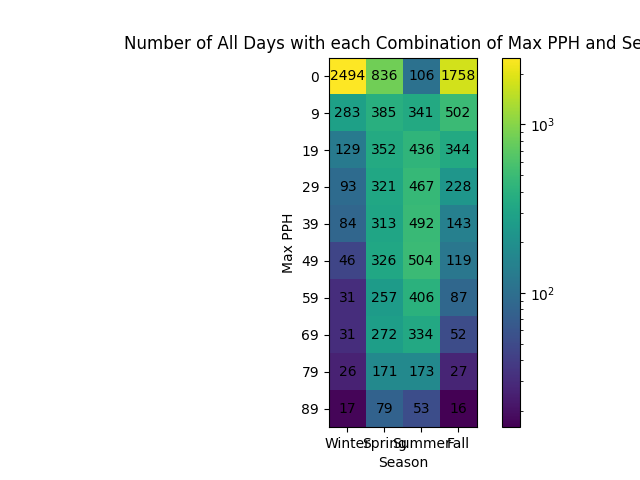 Number of All Days with each Combination of Max PPH and Se
0 2494 836 106 1758
9 283 385 341 502
19 129 352 436 344
29 93 321 467 228
39 84 313 492 143
49 46 326 504 119
59 31 257 406 87
69 31 272 334 52
79 26 171 173 27
89 17 79 53 16
Max PPH
Winter Spring Summer Fall
Season
10³
10²